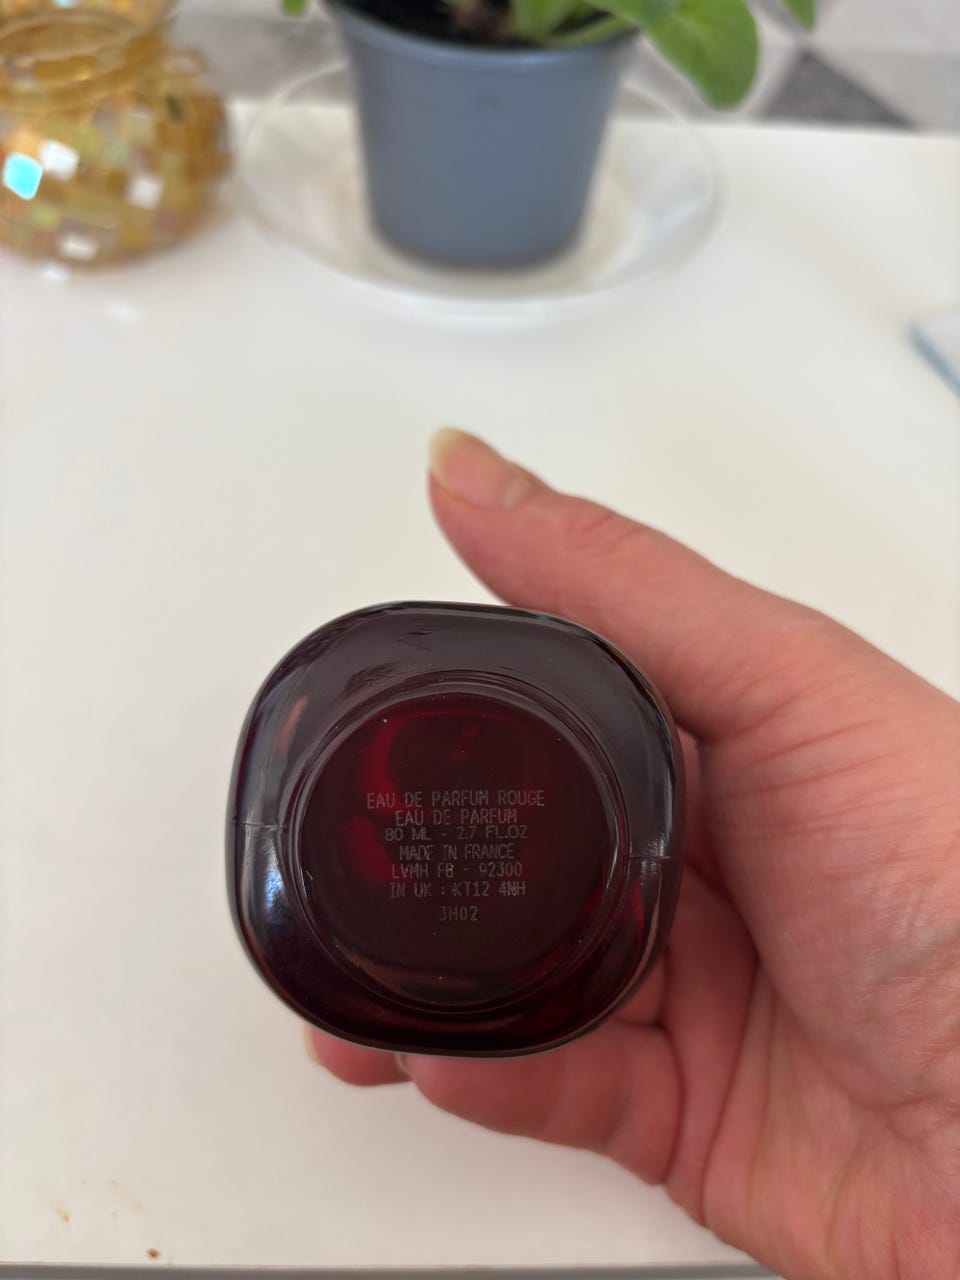 EAU DE PARFUM ROUGE
EAU DE PARFUM
80 ML - 2.7 FL.OZ
MADE IN FRANCE
LVMH FB - 92300
IN UK : KT12 4NH
3H02